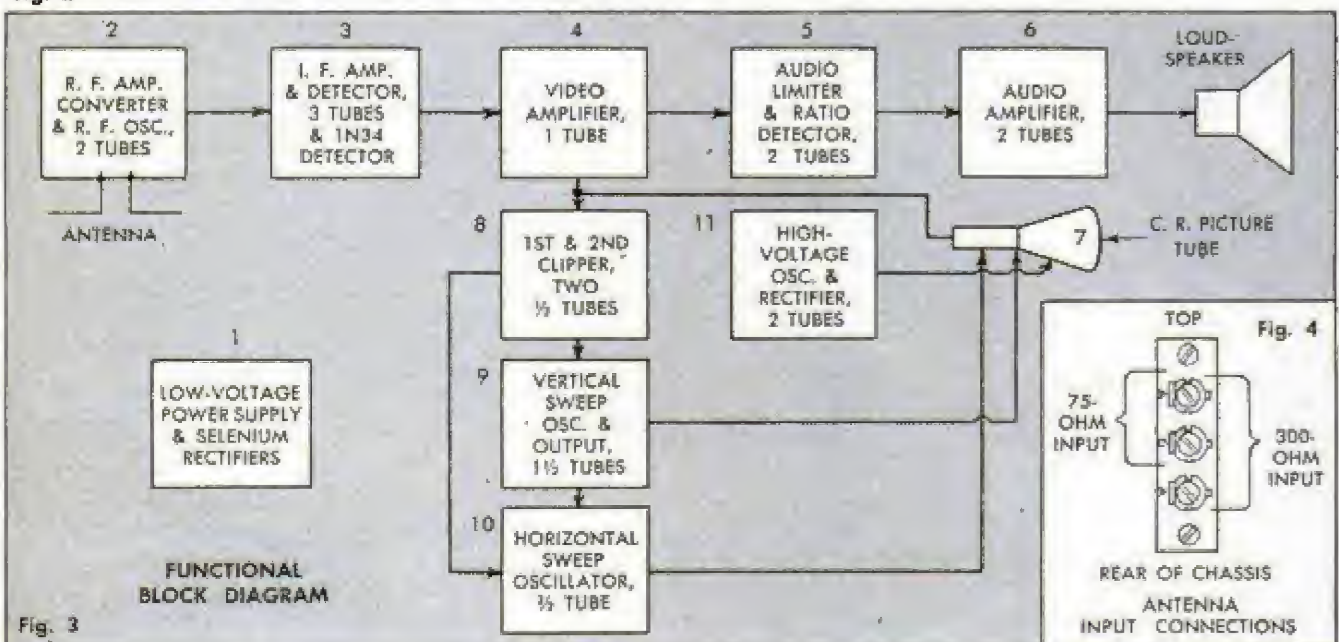 2
R. F. AMP.
CONVERTER
& R. F. OSC.,
2 TUBES
ANTENNA
3
I. F. AMP.
& DETECTOR,
3 TUBES
& 1N34
DETECTOR
4
VIDEO
AMPLIFIER,
1 TUBE
5
AUDIO
LIMITER
& RATIO
DETECTOR,
2 TUBES
6
AUDIO
AMPLIFIER,
2 TUBES
LOUD-
SPEAKER
8
1ST & 2ND
CLIPPER,
TWO
½ TUBES
11
HIGH-
VOLTAGE
OSC. &
RECTIFIER,
2 TUBES
7
C. R. PICTURE
TUBE
1
LOW-VOLTAGE
POWER SUPPLY
& SELENIUM
RECTIFIERS
9
VERTICAL
SWEEP
OSC. &
OUTPUT,
1½ TUBES
10
HORIZONTAL
SWEEP
OSCILLATOR,
½ TUBE
FUNCTIONAL
BLOCK DIAGRAM
Fig. 3
TOP
Fig. 4
75-
OHM
INPUT
300-
OHM
INPUT
REAR OF CHASSIS
ANTENNA
INPUT CONNECTIONS